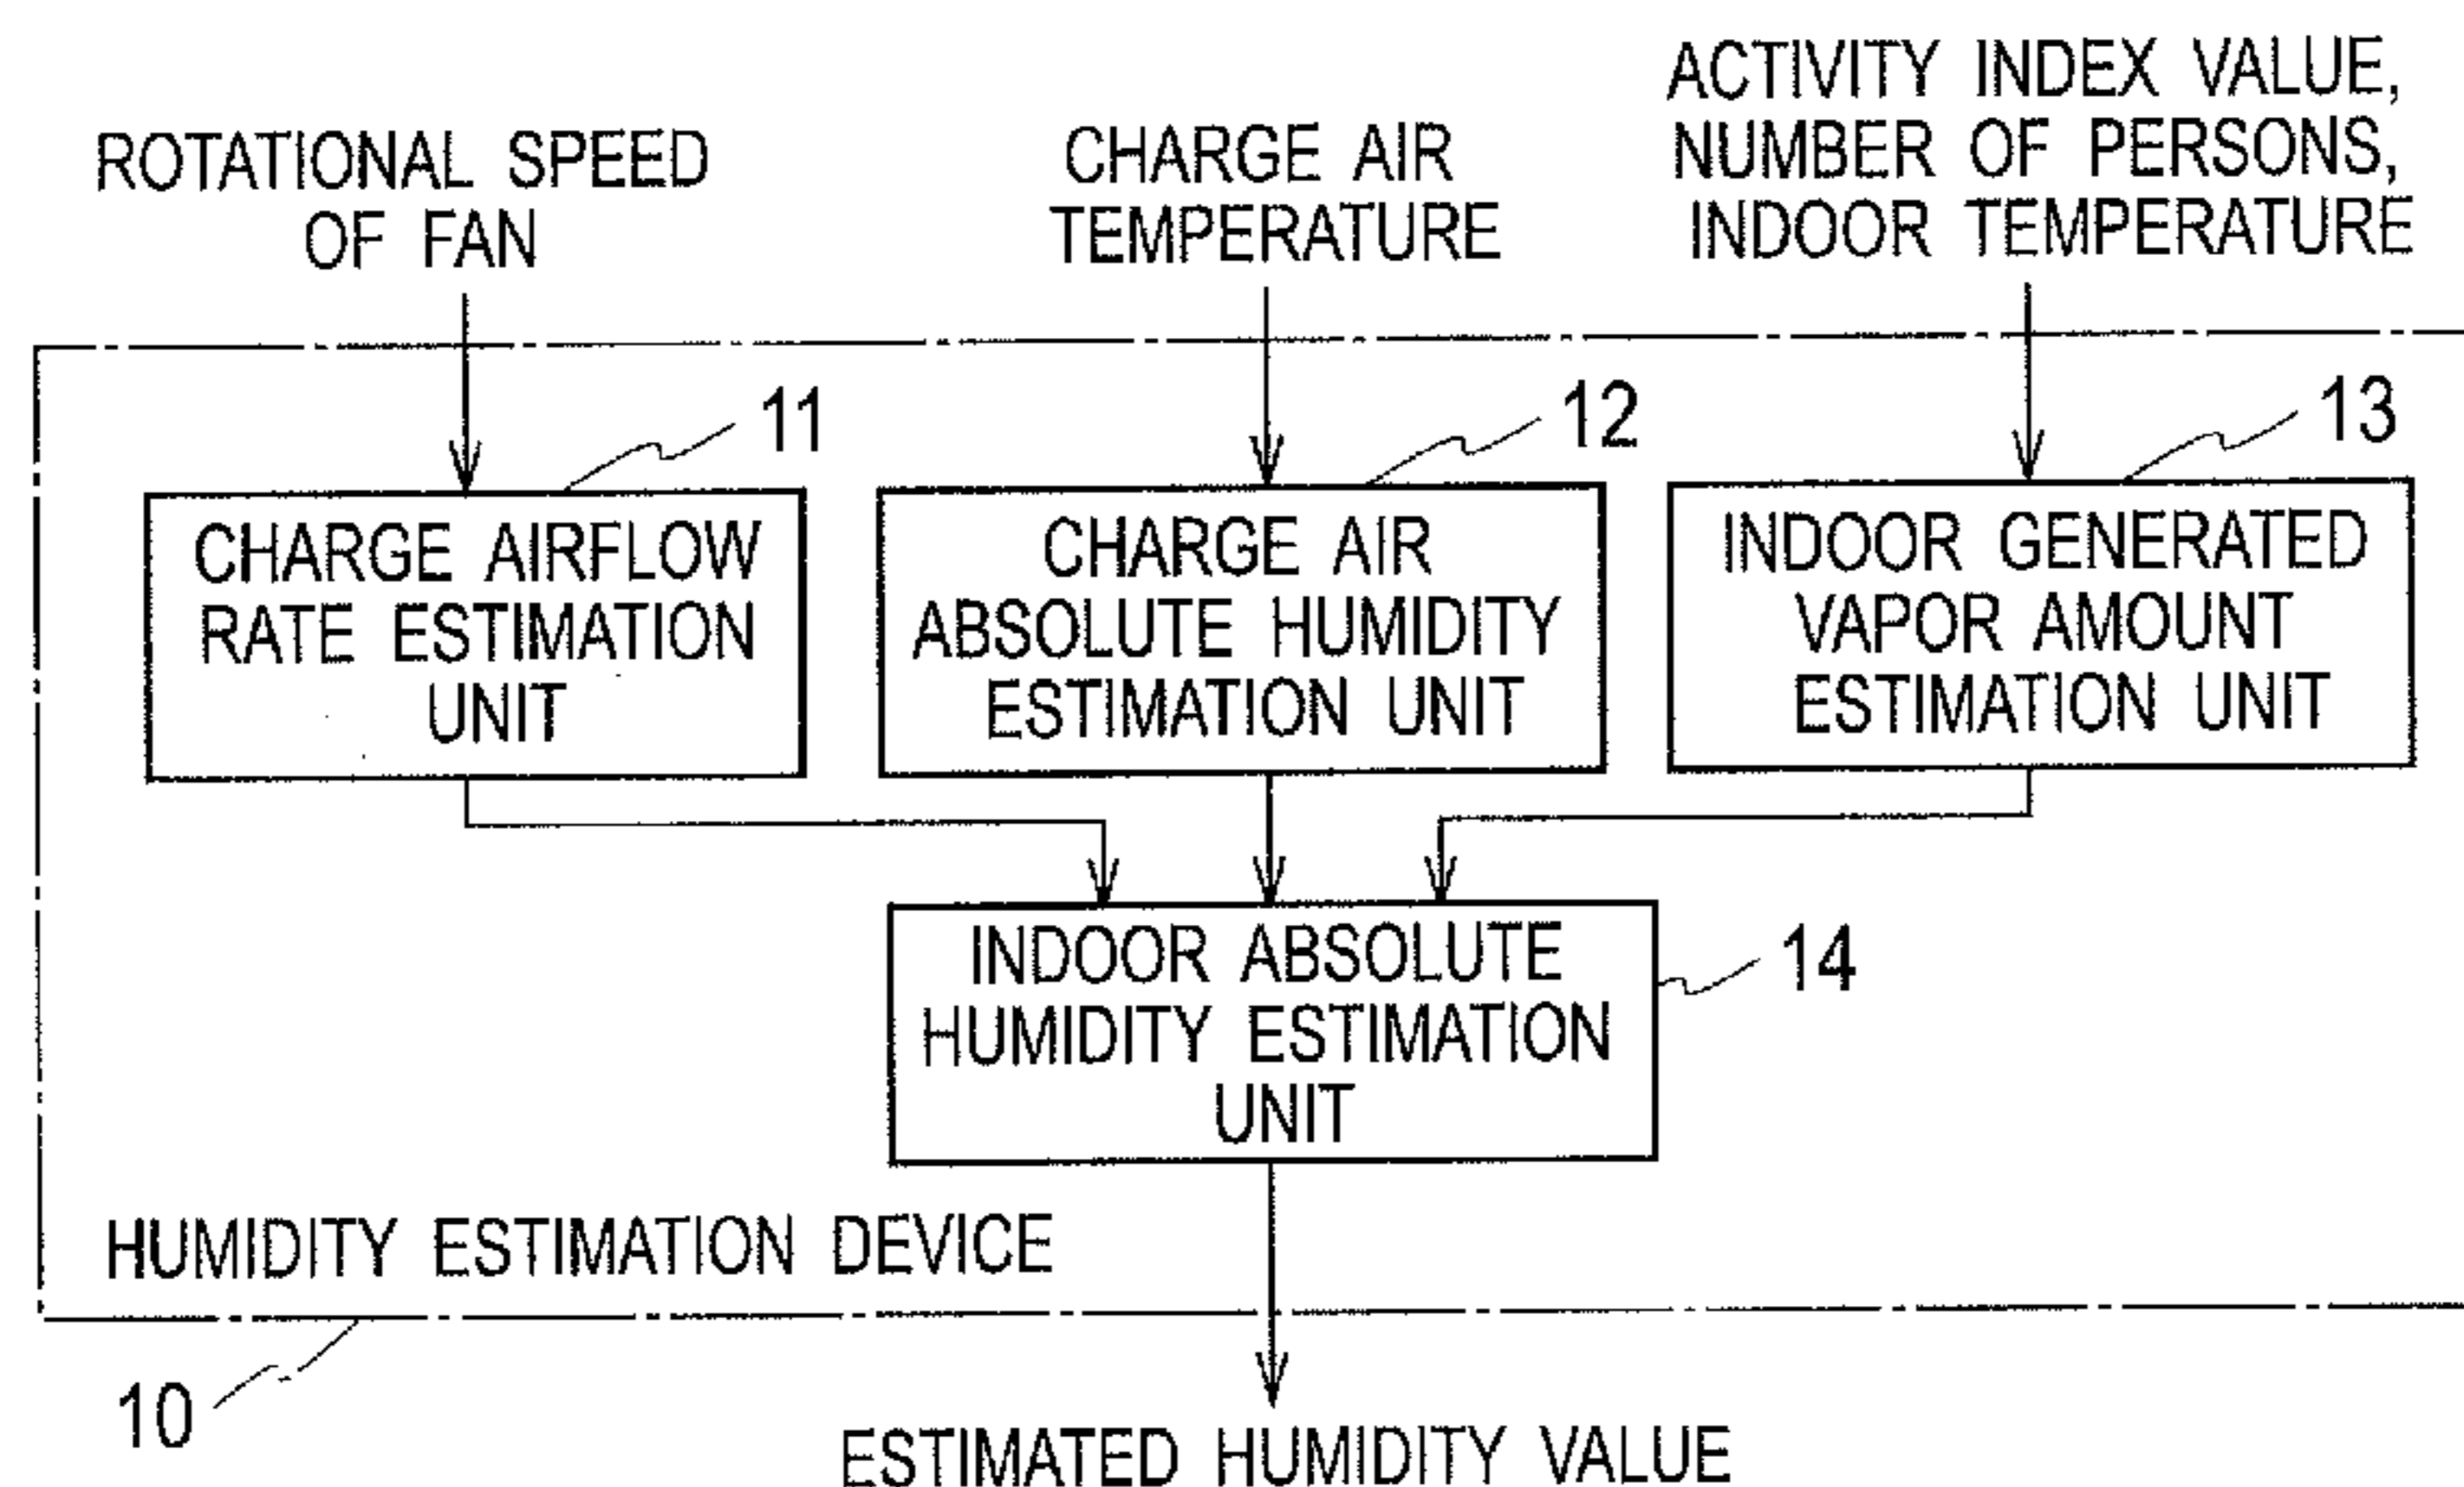 ROTATIONAL SPEED
OF FAN
CHARGE AIR
TEMPERATURE
ACTIVITY INDEX VALUE,
NUMBER OF PERSONS,
INDOOR TEMPERATURE
11
12
13
CHARGE AIRFLOW
RATE ESTIMATION
UNIT
CHARGE AIR
ABSOLUTE HUMIDITY
ESTIMATION UNIT
INDOOR GENERATED
VAPOR AMOUNT
ESTIMATION UNIT
INDOOR ABSOLUTE
HUMIDITY ESTIMATION
UNIT
14
HUMIDITY ESTIMATION DEVICE
10
ESTIMATED HUMIDITY VALUE